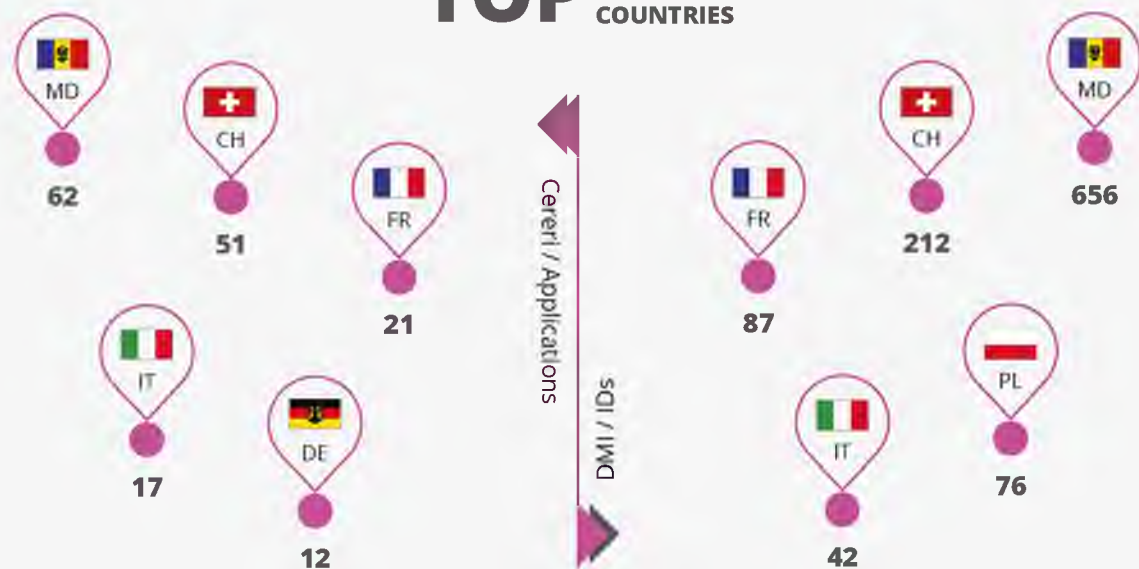 TOP COUNTRIES
MD
62
CH
51
FR
21
IT
17
DE
12
Cereri / Applications
DMI / IDs
MD
656
CH
212
FR
87
PL
76
IT
42